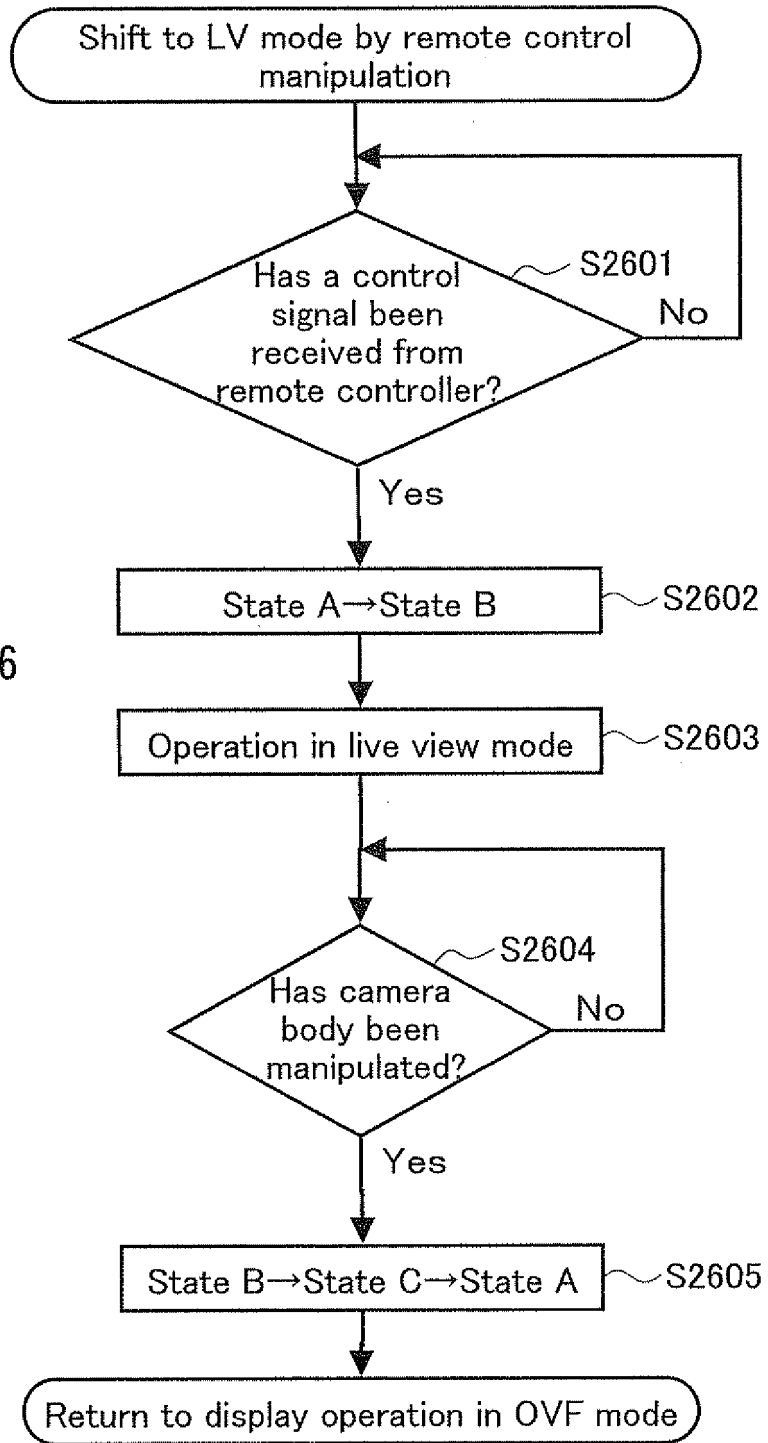 Shift to LV mode by remote control
manipulation
S2601
Has a control
signal been
received from
remote controller?
No
Yes
State A→State B
S2602
6
Operation in live view mode
S2603
S2604
Has camera
body been
manipulated?
No
Yes
State B→State C→State A
S2605
Return to display operation in OVF mode